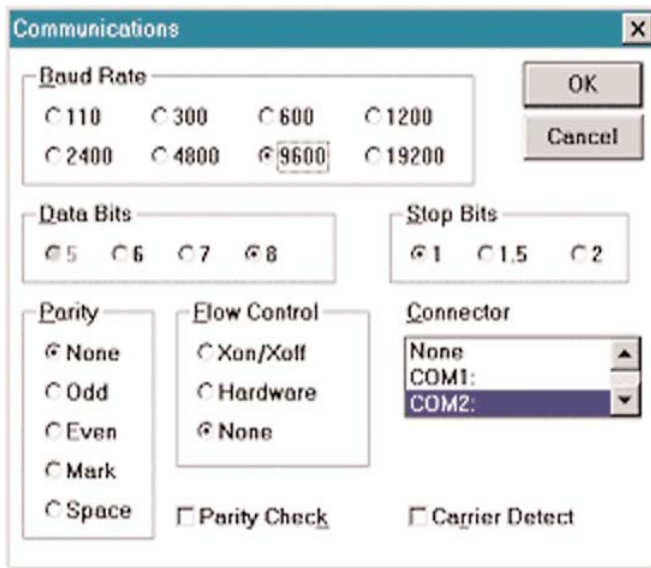 Communications
Baud Rate
110 300 600 1200
2400 4800 9600 19200
OK
Cancel
Data Bits
5 6 7 8
Stop Bits
1 1.5 2
Parity
None
Odd
Even
Mark
Space
Flow Control
Xon/Xoff
Hardware
None
Connector
None
COM1:
COM2:
Parity Check
Carrier Detect